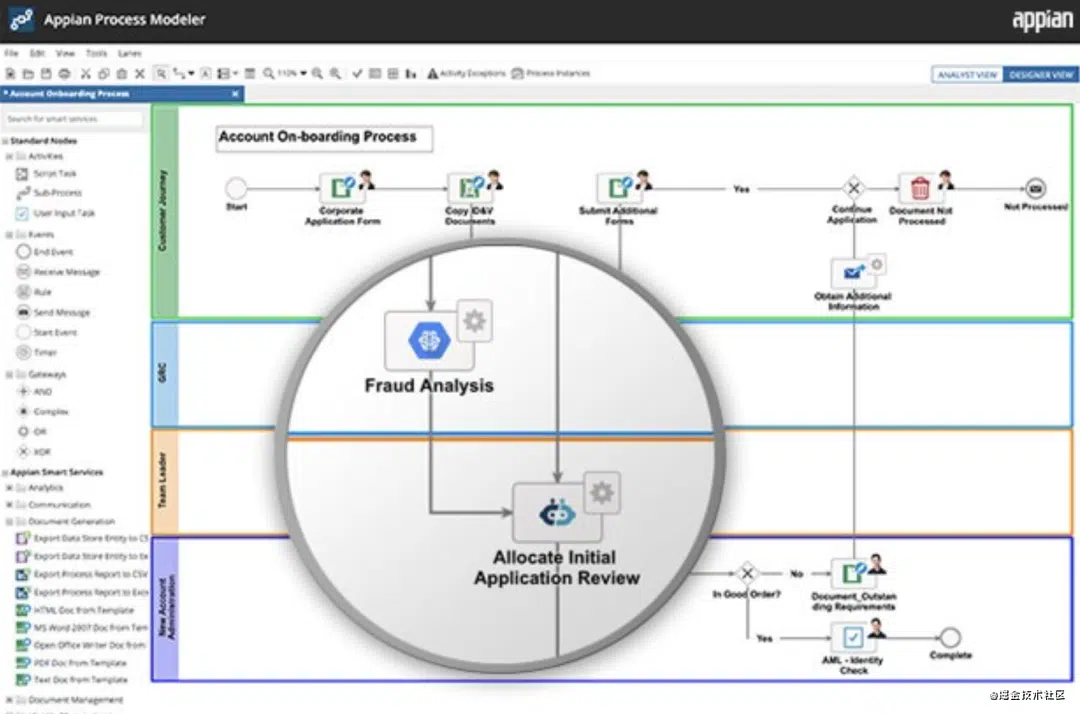 Appian Process Modeler
appian
File Edit View Tools Lanes
110%
Activity Exceptions
Process Instances
ANALYST VIEW
DESIGNER VIEW
* Account Onboarding Process
Search for smart services
Standard Nodes
Activities
Script Task
Sub-Process
User Input Task
Events
End Event
Receive Message
Rule
Send Message
Start Event
Timer
Gateways
AND
Complex
OR
XOR
Appian Smart Services
Analytics
Communication
Document Generation
Export Data Store Entity to CS
Export Data Store Entity to Ex
Export Process Report to CSV
Export Process Report to Exce
HTML Doc from Template
MS Word 2007 Doc from Tem
Open Office Writer Doc from
PDF Doc from Template
Text Doc from Template
Document Management
Customer Journey
Account On-boarding Process
Start
Corporate
Application Form
Copy ID&V
Documents
Submit Additional
Forms
Yes
Continue
Application
Document Not
Processed
Not Processed
Obtain Additional
Information
GRC
Fraud Analysis
Team Leader
Allocate Initial
Application Review
New Account
Administration
In Good Order?
No
Document_Outstan
ding Requirements
Yes
AML - Identity
Check
Complete
@掘金技术社区